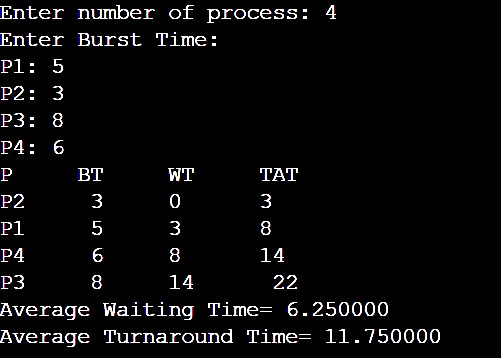 Enter number of process: 4
Enter Burst Time:
P1: 5
P2: 3
P3: 8
P4: 6
P BT WT TAT
P2 3 0 3
P1 5 3 8
P4 6 8 14
P3 8 14 22
Average Waiting Time= 6.250000
Average Turnaround Time= 11.750000